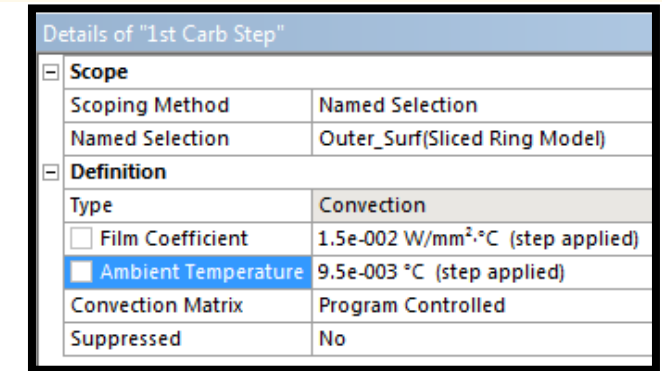 Details of "1st Carb Step"
Scope
Scoping Method Named Selection
Named Selection Outer_Surf(Sliced Ring Model)
Definition
Type Convection
Film Coefficient 1.5e-002 W/mm²·°C (step applied)
Ambient Temperature 9.5e-003 °C (step applied)
Convection Matrix Program Controlled
Suppressed No